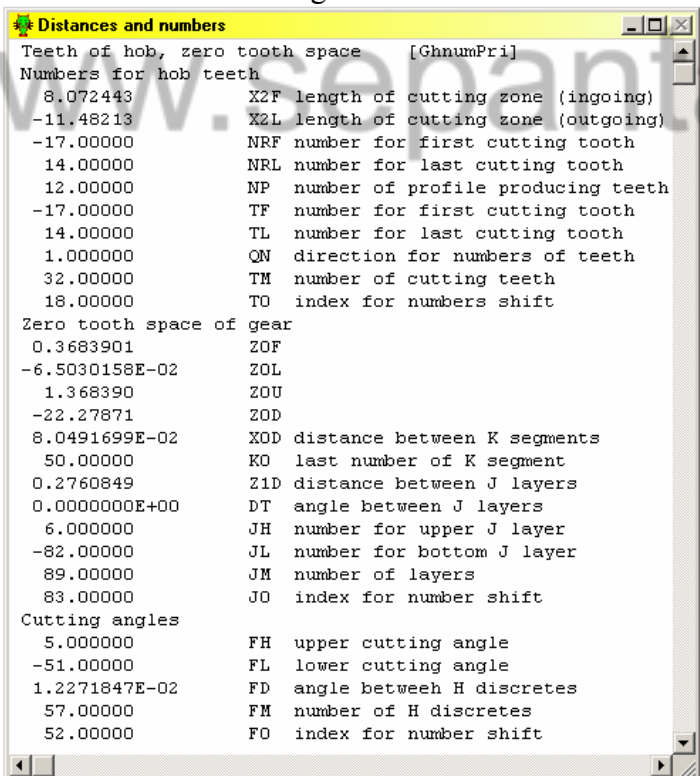 Distances and numbers
Teeth of hob, zero tooth space [GhnumPri]
Numbers for hob teeth
8.072443 X2F length of cutting zone (ingoing)
-11.48213 X2L length of cutting zone (outgoing)
-17.00000 NRF number for first cutting tooth
14.00000 NRL number for last cutting tooth
12.00000 NP number of profile producing teeth
-17.00000 TF number for first cutting tooth
14.00000 TL number for last cutting tooth
1.000000 QN direction for numbers of teeth
32.00000 TM number of cutting teeth
18.00000 TO index for numbers shift
Zero tooth space of gear
0.3683901 ZOF
-6.5030158E-02 ZOL
1.368390 ZOU
-22.27871 ZOD
8.0491699E-02 XOD distance between K segments
50.00000 KO last number of K segment
0.2760849 Z1D distance between J layers
0.0000000E+00 DT angle between J layers
6.000000 JH number for upper J layer
-82.00000 JL number for bottom J layer
89.00000 JM number of layers
83.00000 JO index for number shift
Cutting angles
5.000000 FH upper cutting angle
-51.00000 FL lower cutting angle
1.2271847E-02 FD angle betweeh H discretes
57.00000 FM number of H discretes
52.00000 FO index for number shift
www.sepant